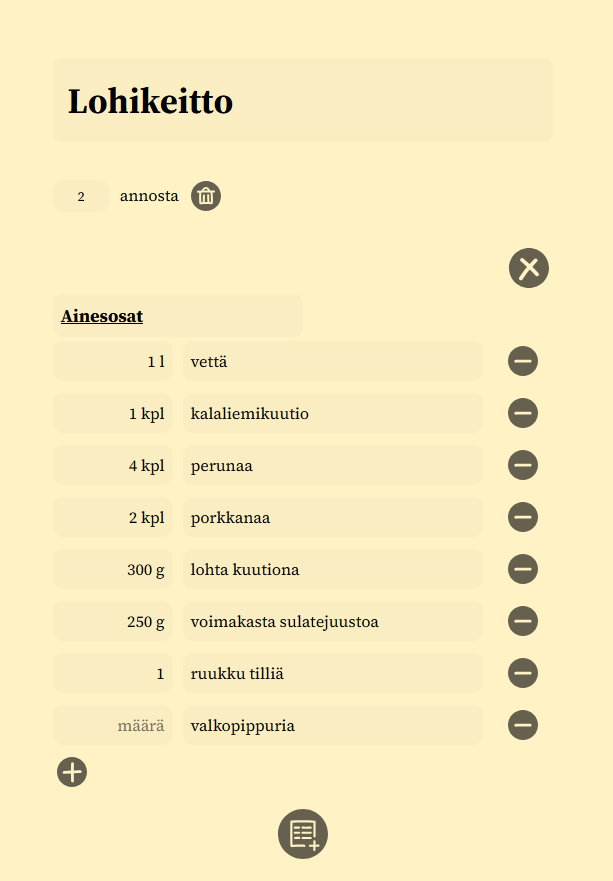 Lohikeitto
2 annosta
Ainesosat
1 l vettä
1 kpl kalaliemikuutio
4 kpl perunaa
2 kpl porkkanaa
300 g lohta kuutiona
250 g voimakasta sulatejuustoa
1 ruukku tilliä
määrä valkopippuria